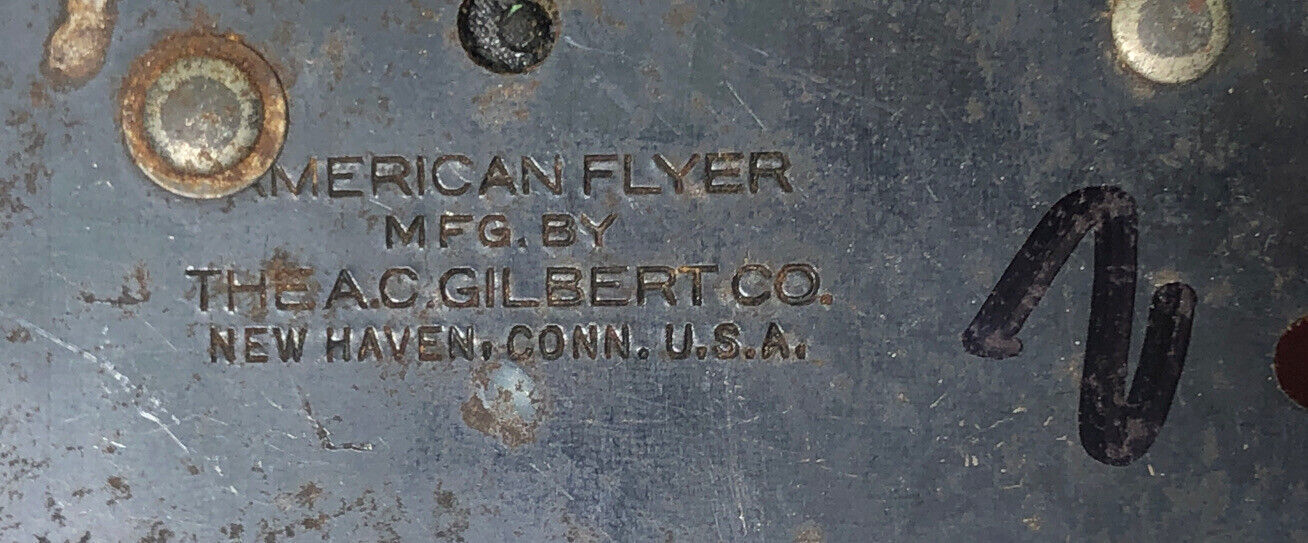 AMERICAN FLYER
MFG. BY
THE A.C. GILBERT CO.
NEW HAVEN, CONN. U.S.A.